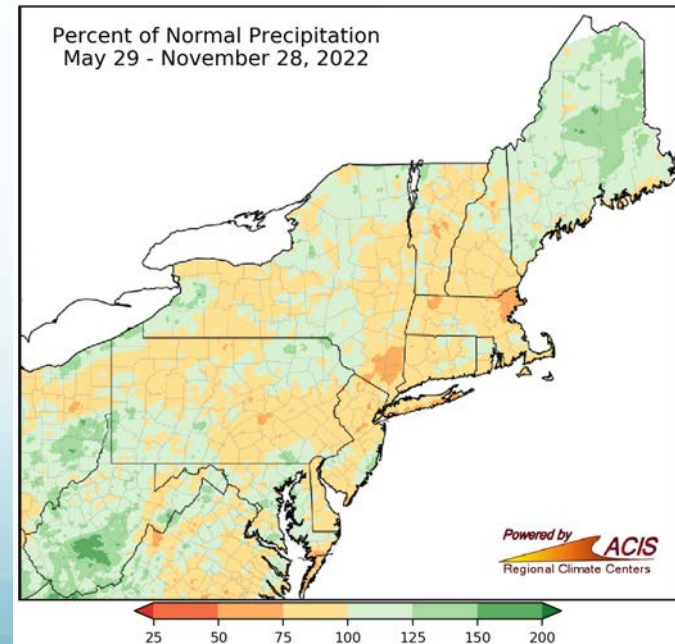 Percent of Normal Precipitation
May 29 - November 28, 2022
Powered by
ACIS
Regional Climate Centers
25 50 75 100 125 150 200